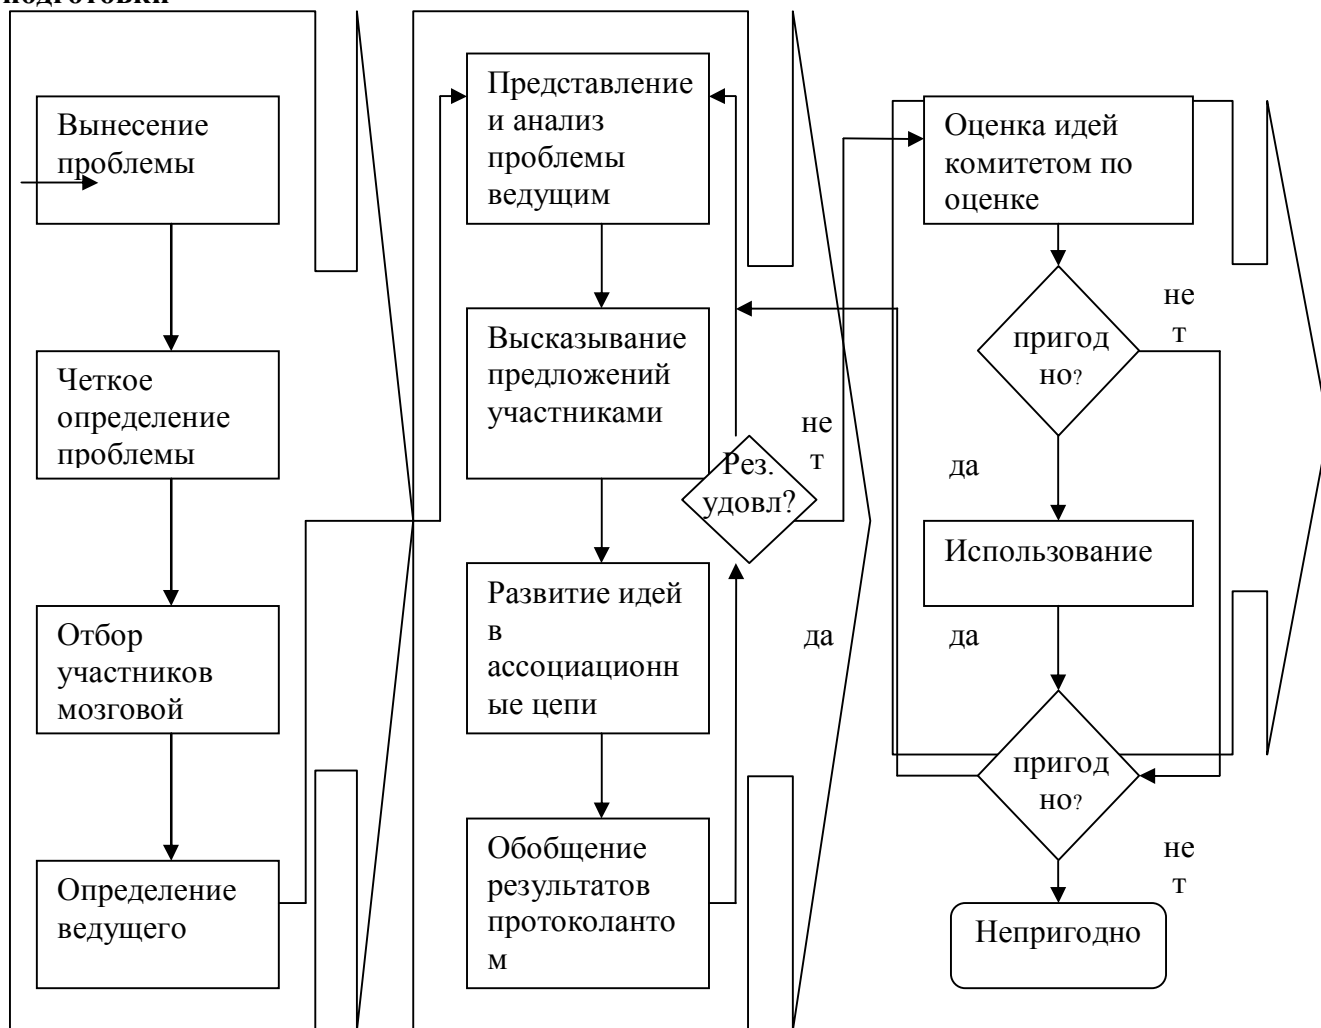 подготовки
Вынесение
проблемы
Четкое
определение
проблемы
Отбор
участников
мозговой
Определение
ведущего
Представление
и анализ
проблемы
ведущим
Высказывание
предложений
участниками
Рез.
удовл?
не
т
да
Развитие идей
в
ассоциационн
ые цепи
Обобщение
результатов
протоколанто
м
Оценка идей
комитетом по
оценке
пригод
но?
не
т
да
Использование
да
пригод
но?
не
т
Непригодно